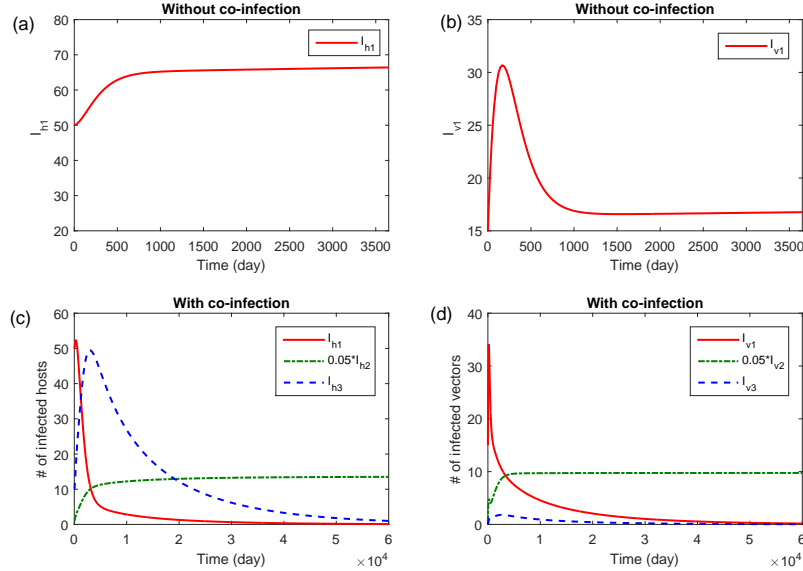 (a)
Without co-infection
I_h1
80
70
60
50
40
30
20
I_h1
0 500 1000 1500 2000 2500 3000 3500
Time (day)
(b)
Without co-infection
I_v1
35
30
25
20
15
I_v1
0 500 1000 1500 2000 2500 3000 3500
Time (day)
(c)
With co-infection
I_h1
0.05*I_h2
I_h3
60
50
40
30
20
10
0
# of infected hosts
0 1 2 3 4 5 6
Time (day)
×10^4
(d)
With co-infection
I_v1
0.05*I_v2
I_v3
40
30
20
10
0
# of infected vectors
0 1 2 3 4 5 6
Time (day)
×10^4